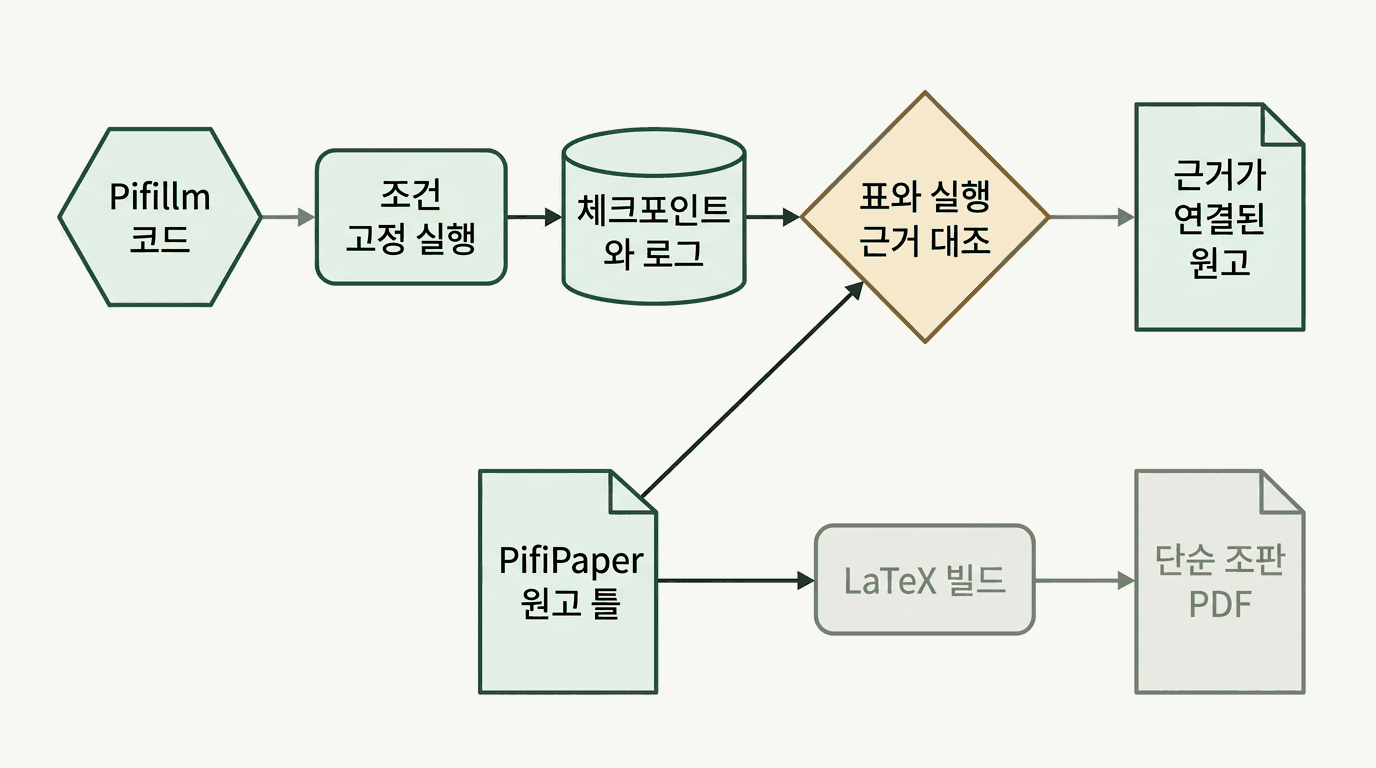 Pifillm
코드
조건
고정 실행
체크포인트
와 로그
표와 실행
근거 대조
근거가
연결된
원고
PifiPaper
원고 틀
LaTeX 빌드
단순 조판
PDF